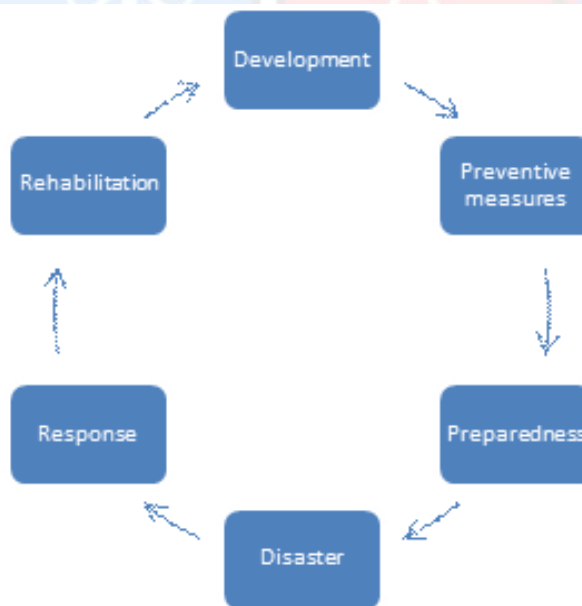 Development
Preventive
measures
Preparedness
Disaster
Response
Rehabilitation